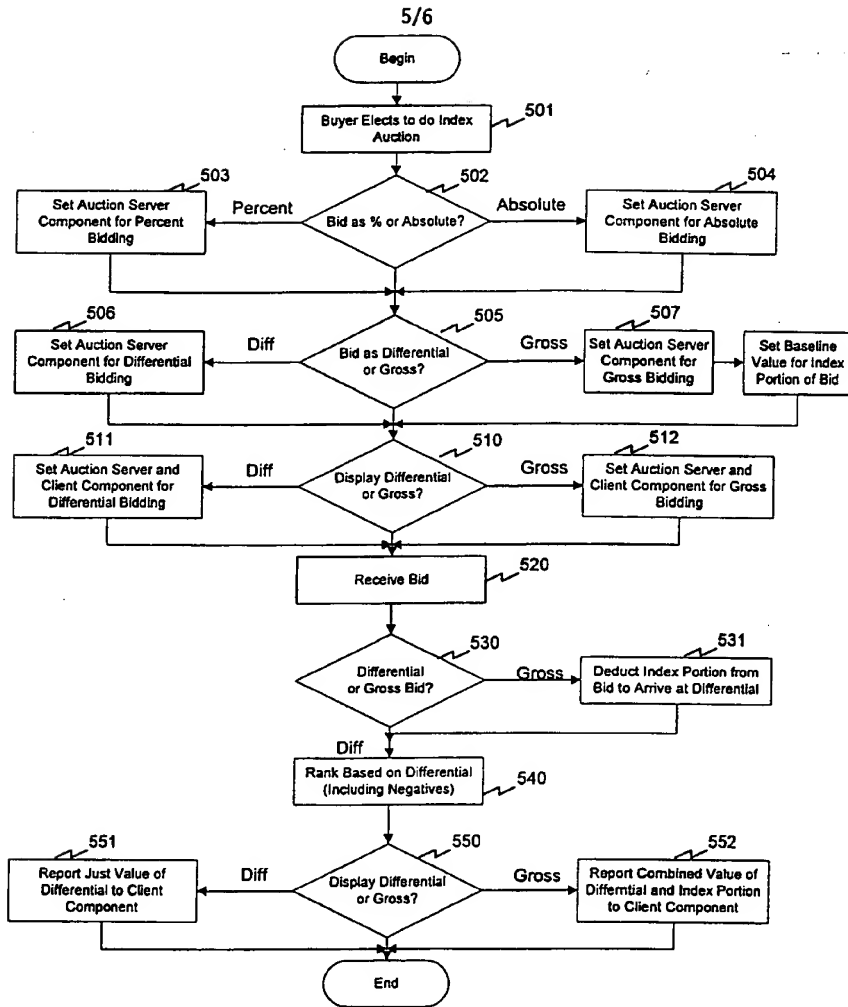 5/6
Begin
501
Buyer Elects to do Index
Auction
503
502
504
Set Auction Server
Component for Percent
Bidding
Percent
Bid as % or Absolute?
Absolute
Set Auction Server
Component for Absolute
Bidding
506
505
507
Set Auction Server
Component for Differential
Bidding
Diff
Bid as Differential
or Gross?
Gross
Set Auction Server
Component for
Gross Bidding
Set Baseline
Value for Index
Portion of Bid
511
510
512
Set Auction Server and
Client Component for
Differential Bidding
Diff
Display Differential
or Gross?
Gross
Set Auction Server and
Client Component for Gross
Bidding
520
Receive Bid
530
531
Differential
or Gross Bid?
Gross
Deduct Index Portion from
Bid to Arrive at Differential
Diff
Rank Based on Differential
(Including Negatives)
540
551
550
552
Report Just Value of
Differential to Client
Component
Diff
Display Differential
or Gross?
Gross
Report Combined Value of
Differntial and Index Portion
to Client Component
End